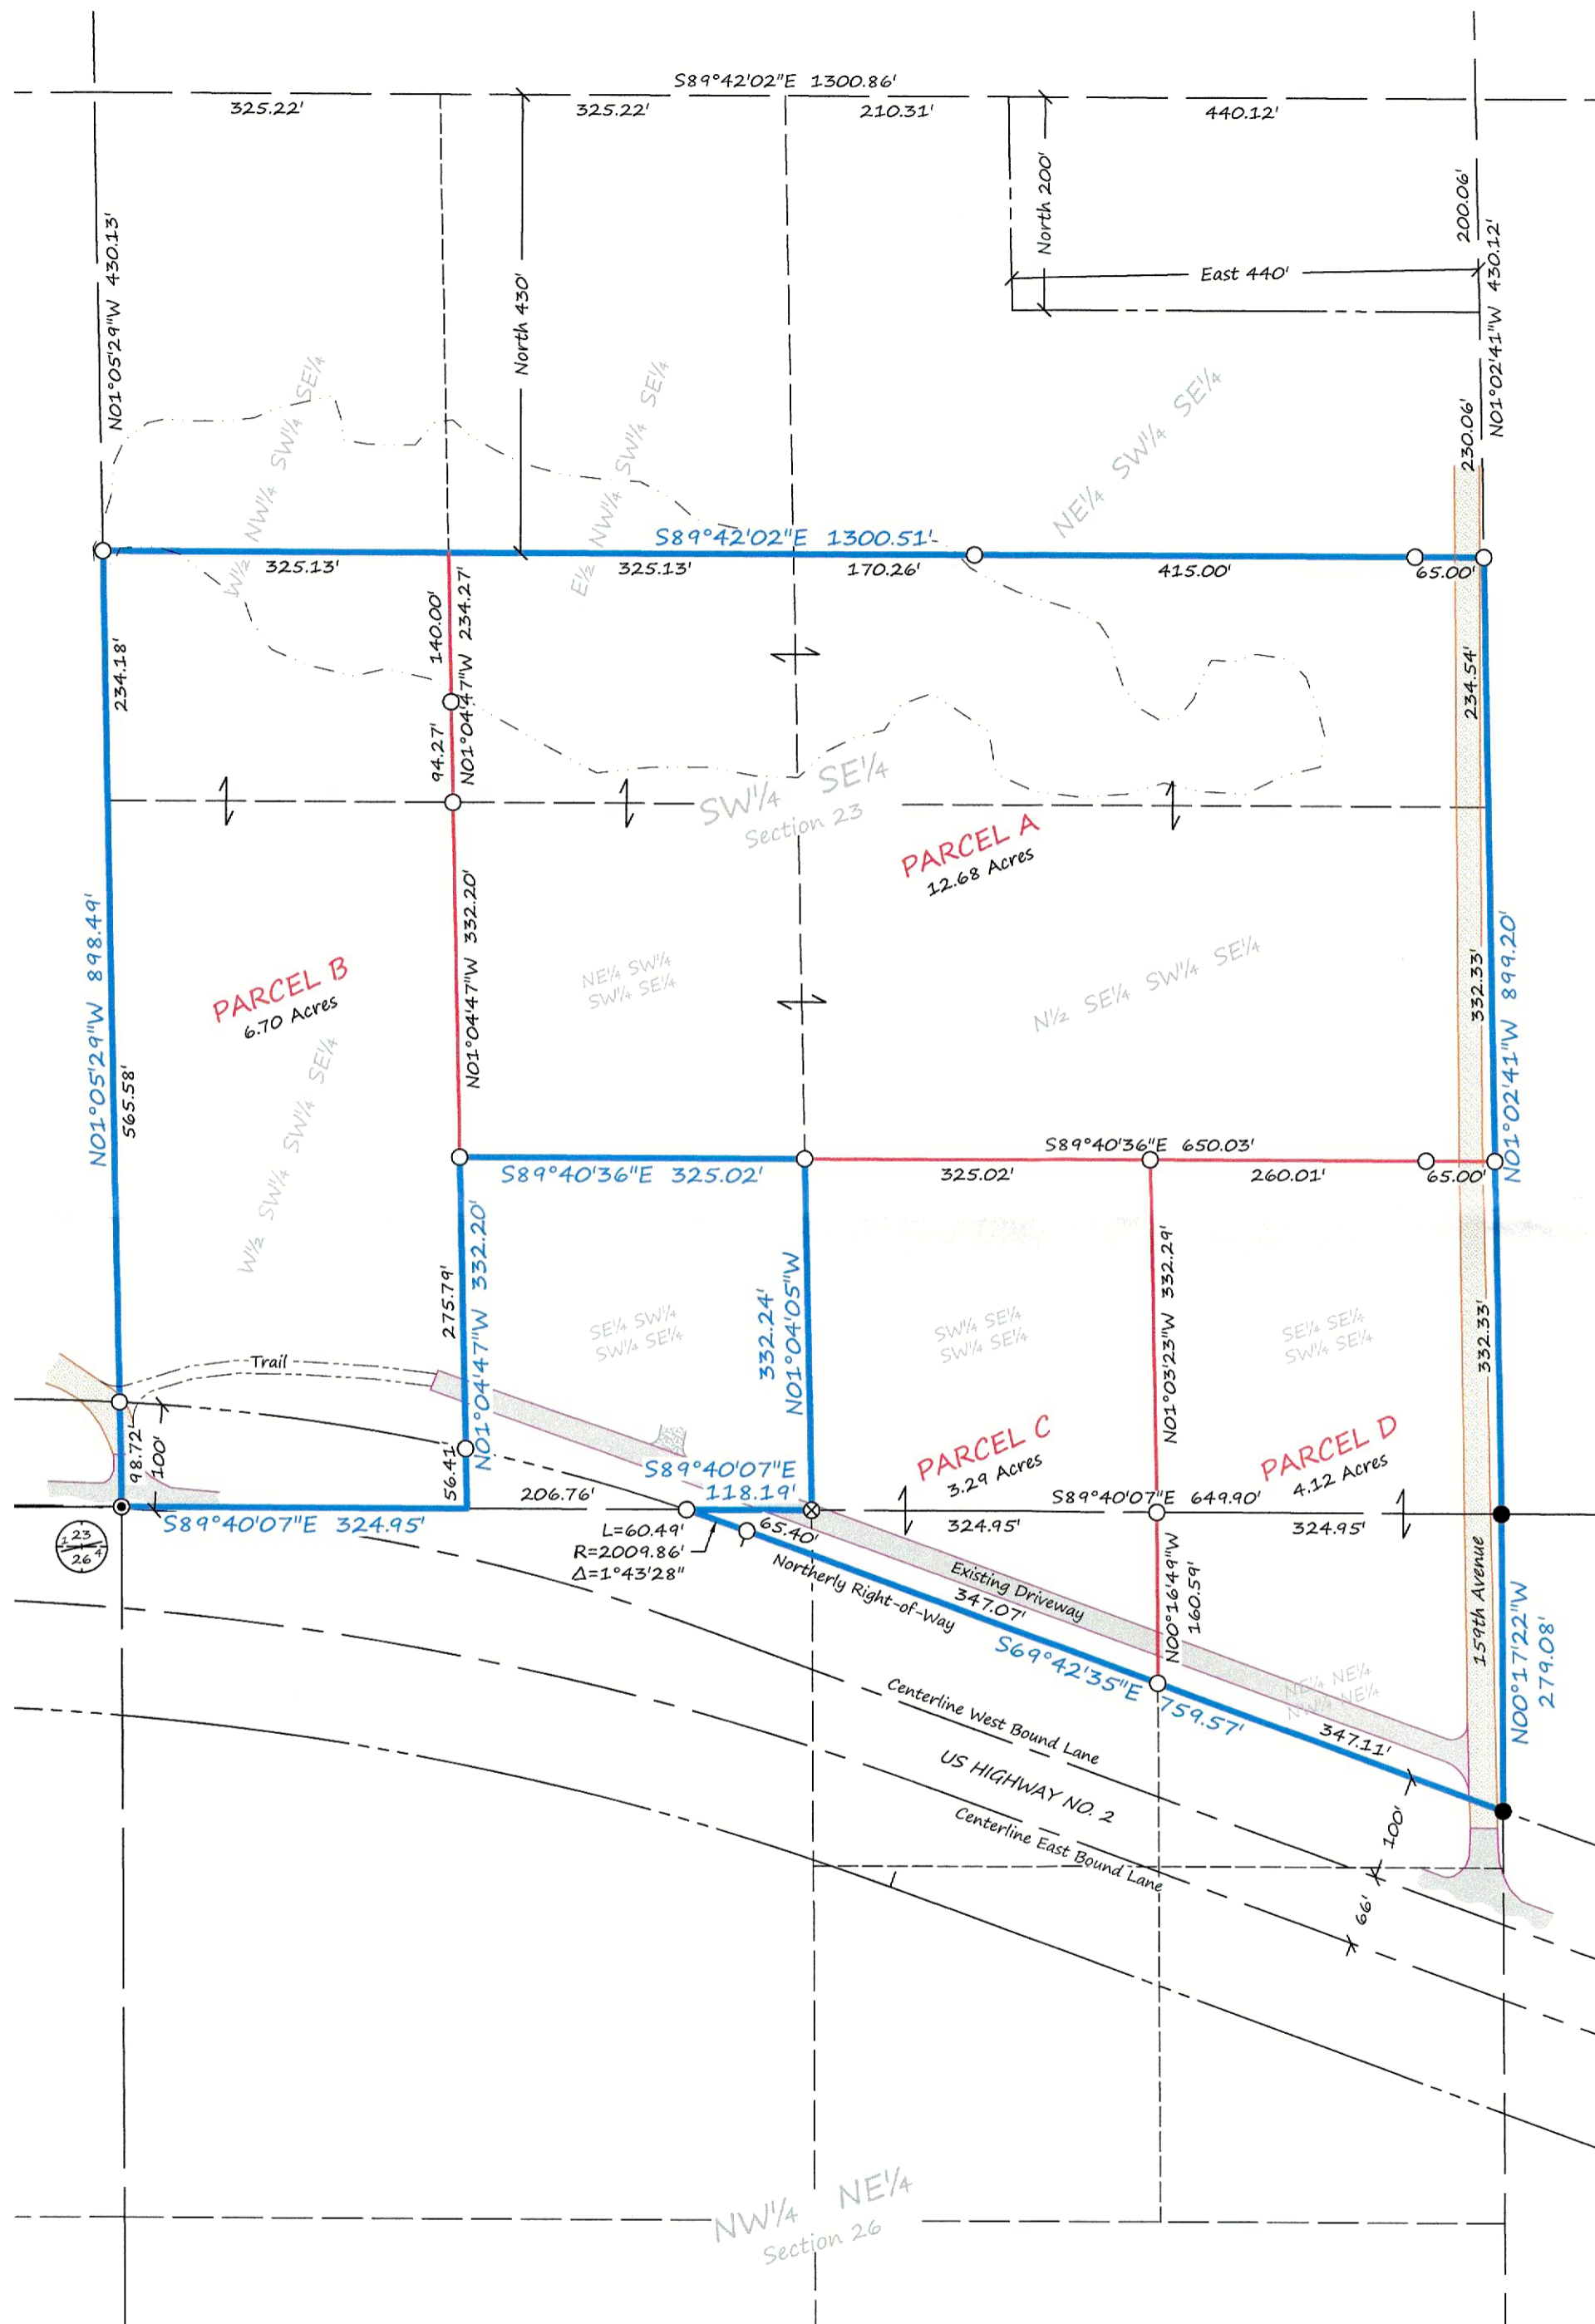 S89°42'02"E 1300.86'
325.22'
325.22'
210.31'
440.12'
North 200'
200.06'
N01°05'29"W 430.13'
North 430'
East 440'
N01°02'41"W 430.12'
230.06'
W½ NW¼ SW¼ SE¼
E½ NW¼ SW¼ SE¼
NE¼ SW¼ SE¼
S89°42'02"E 1300.51'
325.13'
325.13'
170.26'
415.00'
65.00'
234.18'
140.00'
94.27'
N01°04'47"W 234.27'
234.54'
SW¼ SE¼
Section 23
PARCEL A
12.68 Acres
N01°05'29"W 898.49'
565.58'
PARCEL B
6.70 Acres
N01°04'47"W 332.20'
NE¼ SW¼
SW¼ SE¼
N½ SE¼ SW¼ SE¼
332.33'
N01°02'41"W 899.20'
W½ SW¼ SW¼ SE¼
S89°40'36"E 325.02'
S89°40'36"E 650.03'
325.02'
260.01'
65.00'
275.79'
N01°04'47"W 332.20'
56.41'
SE¼ SW¼
SW¼ SE¼
332.24'
N01°04'05"W
SW¼ SE¼
SW¼ SE¼
N01°03'23"W 332.29'
SE¼ SE¼
SW¼ SE¼
332.33'
Trail
98.72'
100'
PARCEL C
3.29 Acres
PARCEL D
4.12 Acres
S89°40'07"E
118.19'
S89°40'07"E 649.90'
324.95'
324.95'
206.76'
S89°40'07"E 324.95'
23
26
1
4
L=60.49'
R=2009.86'
Δ=1°43'28"
65.40'
Northerly Right-of-Way
Existing Driveway
347.07'
N00°16'49"W
160.59'
159th Avenue
N00°17'22"W
279.08'
S69°42'35"E 759.57'
NE¼ NE¼
NW¼ NE¼
347.11'
Centerline West Bound Lane
US HIGHWAY NO. 2
Centerline East Bound Lane
100'
66'
NW¼ NE¼
Section 26